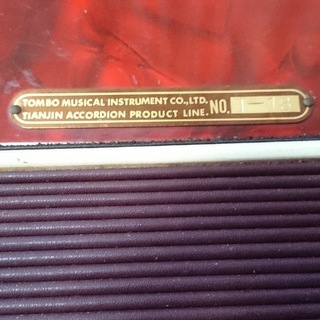 TOMBO MUSICAL INSTRUMENT CO.,LTD.
TIANJIN ACCORDION PRODUCT LINE. NO.